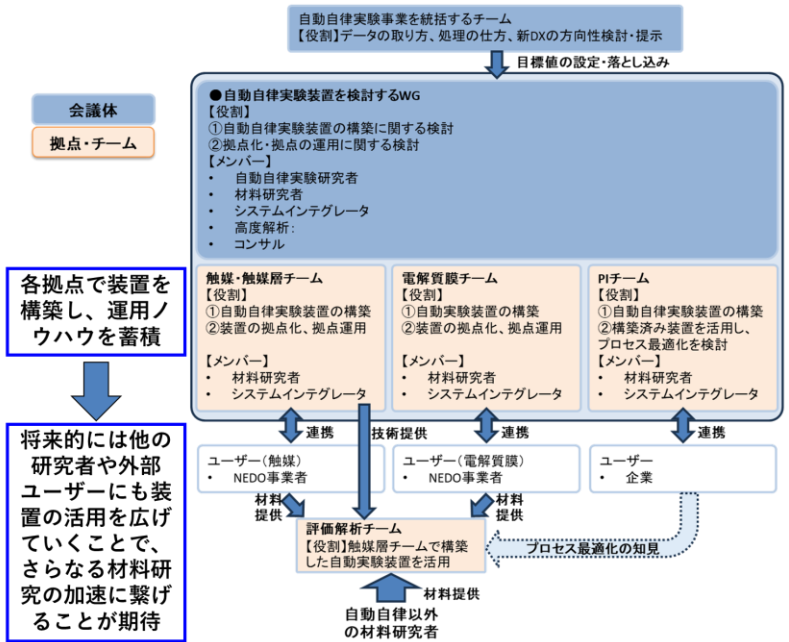 自動自律実験事業を統括するチーム
【役割】データの取り方、処理の仕方、新DXの方向性検討・提示
目標値の設定・落とし込み
会議体
拠点・チーム
●自動自律実験装置を検討するWG
【役割】
①自動自律実験装置の構築に関する検討
②拠点化・拠点の運用に関する検討
【メンバー】
• 自動自律実験研究者
• 材料研究者
• システムインテグレータ
• 高度解析:
• コンサル
触媒・触媒層チーム
【役割】
①自動自律実験装置の構築
②装置の拠点化、拠点運用
【メンバー】
• 材料研究者
• システムインテグレータ
電解質膜チーム
【役割】
①自動実験装置の構築
②装置の拠点化、拠点運用
【メンバー】
• 材料研究者
• システムインテグレータ
PIチーム
【役割】
①自動自律実験装置の構築
②構築済み装置を活用し、
プロセス最適化を検討
【メンバー】
• 材料研究者
• システムインテグレータ
各拠点で装置を
構築し、運用ノ
ウハウを蓄積
将来的には他の
研究者や外部
ユーザーにも装
置の活用を広げ
ていくことで、
さらなる材料研
究の加速に繋げ
ることが期待
連携
技術提供
連携
連携
ユーザー(触媒)
• NEDO事業者
ユーザー(電解質膜)
• NEDO事業者
ユーザー
• 企業
材料
提供
材料
提供
評価解析チーム
【役割】触媒層チームで構築
した自動実験装置を活用
プロセス最適化の知見
材料提供
自動自律以外
の材料研究者